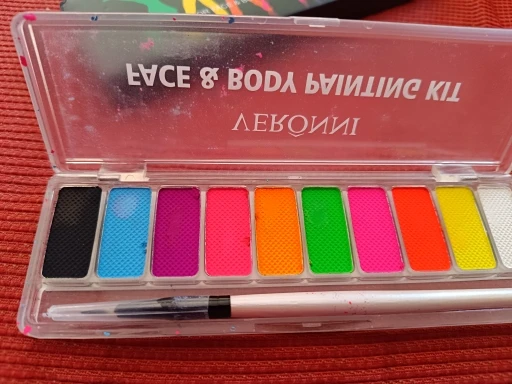 FACE & BODY PAINTING KIT
VERONNI